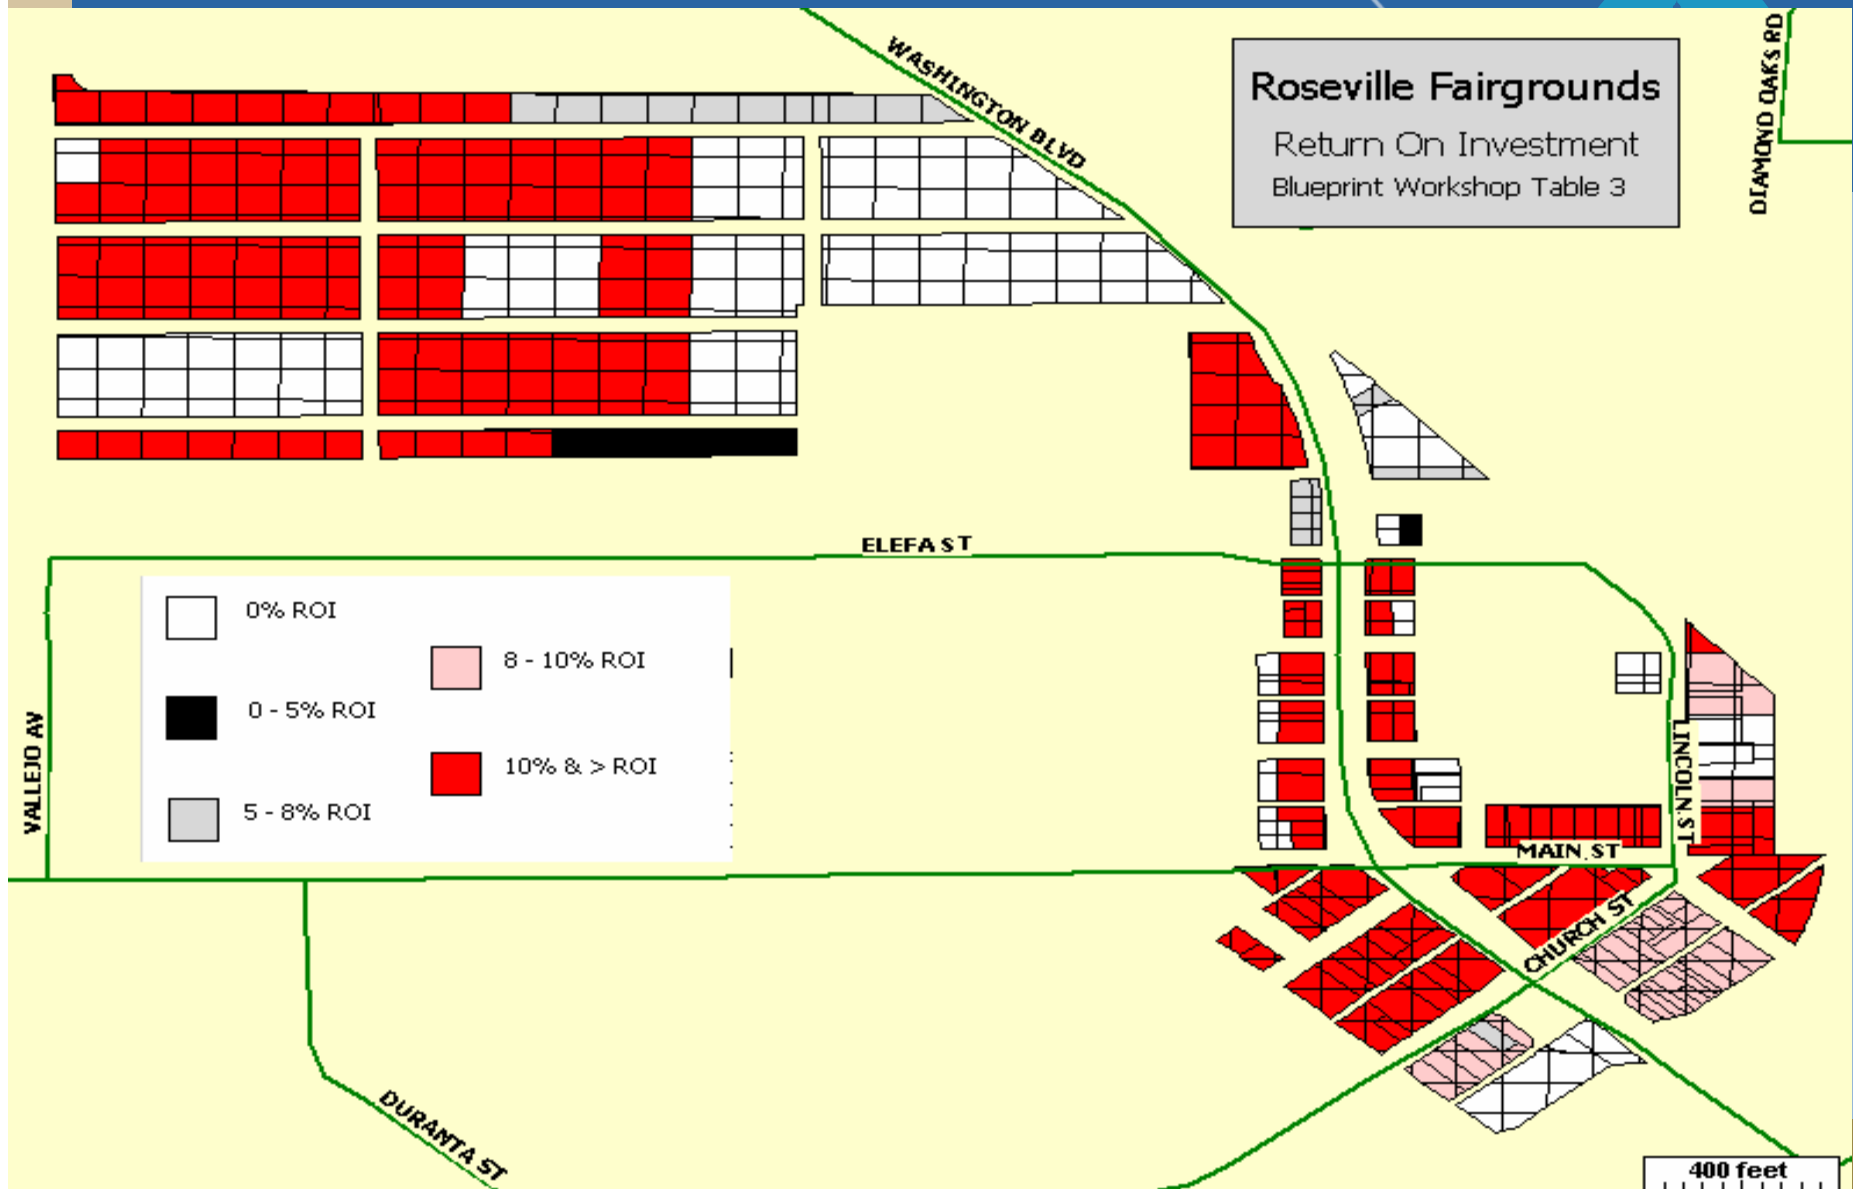 WASHINGTON BLVD
DIAMOND OAKS RD
Roseville Fairgrounds
Return On Investment
Blueprint Workshop Table 3
ELEFA ST
0% ROI
8 - 10% ROI
0 - 5% ROI
10% & > ROI
5 - 8% ROI
VALLEJO AV
LINCOLN ST
MAIN ST
CHURCH ST
DURANTA ST
400 feet